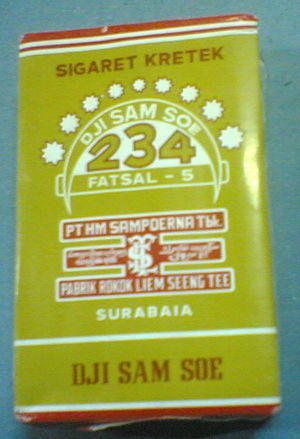 SIGARET KRETEK
DJI SAM SOE
234
FATSAL - 5
PT HM SAMPOERNA Tbk.
PABRIK ROKOK LIEM SEENG TEE
SURABAIA
DJI SAM SOE